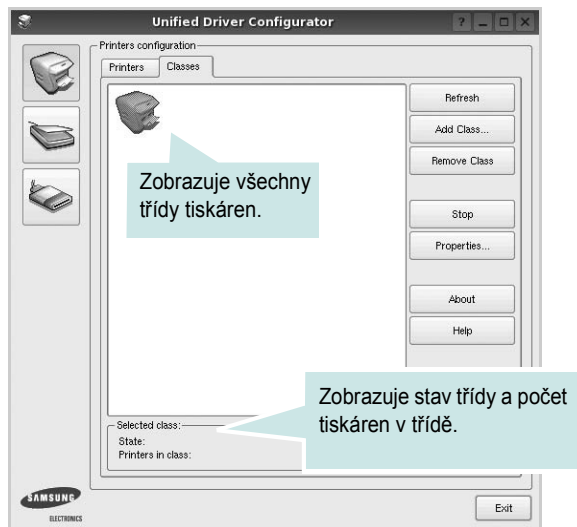 Unified Driver Configurator
Printers configuration
Printers
Classes
Refresh
Add Class...
Remove Class
Zobrazuje všechny
třídy tiskáren.
Stop
Properties...
About
Help
Zobrazuje stav třídy a počet
tiskáren v třídě.
Selected class:
State:
Printers in class:
SAMSUNG
ELECTRONICS
Exit